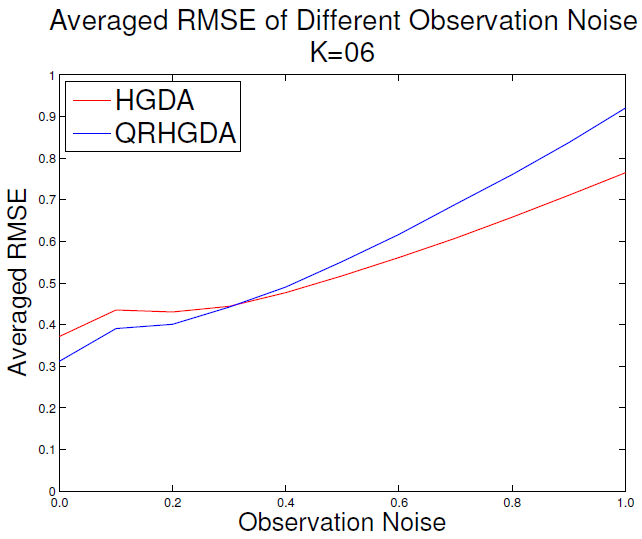 Averaged RMSE of Different Observation Noise
K=06
HGDA
QRHGDA
Averaged RMSE
1
0.9
0.8
0.7
0.6
0.5
0.4
0.3
0.2
0.1
0
0.0 0.2 0.4 0.6 0.8 1.0
Observation Noise